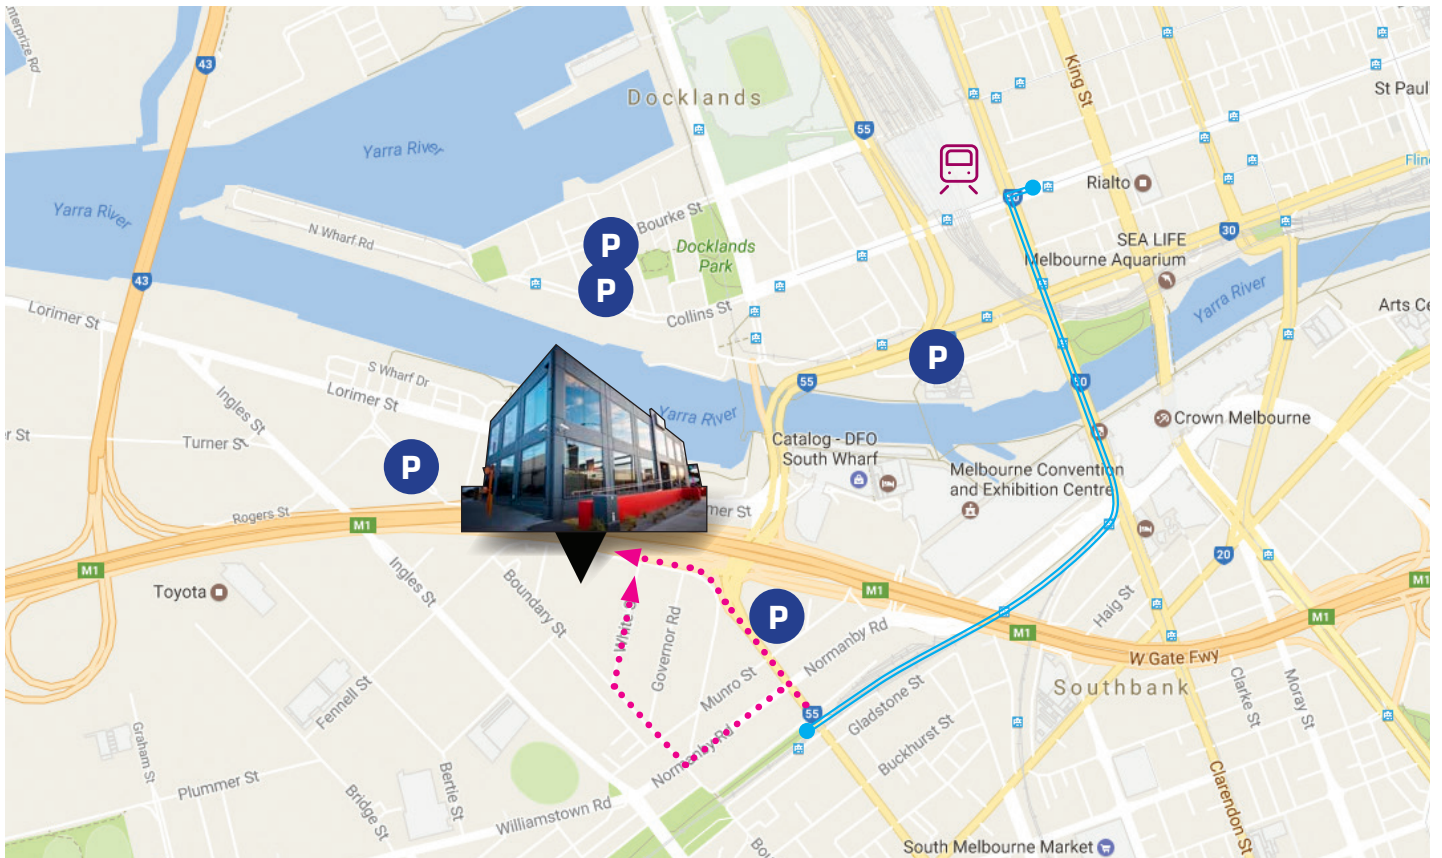 Enterprize Rd
43
Docklands
King St
St Paul
55
Yarra River
Flin
Rialto
Yarra River
Bourke St
N Wharf Rd
P
Docklands
Park
30
SEA LIFE
Melbourne Aquarium
43
P
Yarra River
Collins St
Lorimer St
Arts Ce
P
S Wharf Dr
55
Lorimer St
Ingles St
Yarra River
Crown Melbourne
er St
Turner S
Catalog - DFO
South Wharf
P
Melbourne Convention
and Exhibition Centre
Rogers St
mer St
M1
20
M1
Toyota
Ingles St
Boundary St
M1
M1
Haig St
P
White S
Governor Rd
Normanby Rd
M1
M1
W Gate Fwy
Munro St
Southbank
Fennell St
Gladstone St
Clarke St
Moray St
55
Normanby Rd
Buckhurst St
Graham St
Plummer St
Bridge St
Bertie St
Williamstown Rd
Clarendon St
Bou
South Melbourne Market